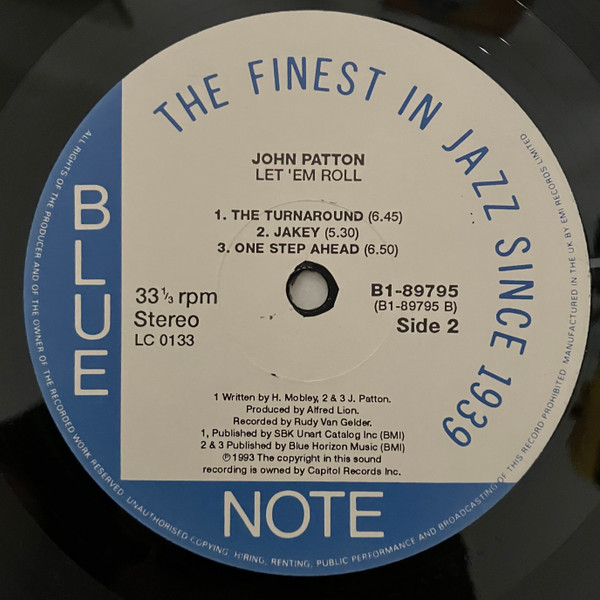 THE FINEST IN JAZZ SINCE 1939
JOHN PATTON
LET 'EM ROLL
1. THE TURNAROUND (6.45)
2. JAKEY (5.30)
3. ONE STEP AHEAD (6.50)
BLUE
33 1/3 rpm
Stereo
LC 0133
B1-89795
(B1-89795 B)
Side 2
1 Written by H. Mobley, 2 & 3 J. Patton.
Produced by Alfred Lion.
Recorded by Rudy Van Gelder.
1, Published by SBK Unart Catalog Inc (BMI)
2 & 3 Published by Blue Horizon Music (BMI)
℗ 1993 The copyright in this sound
recording is owned by Capitol Records Inc.
NOTE
ALL RIGHTS OF THE PRODUCER AND OF THE OWNER OF THE RECORDED WORK RESERVED. UNAUTHORISED COPYING, HIRING, RENTING, PUBLIC PERFORMANCE AND BROADCASTING OF THIS RECORD PROHIBITED. MANUFACTURED IN THE UK BY EMI RECORDS LIMITED